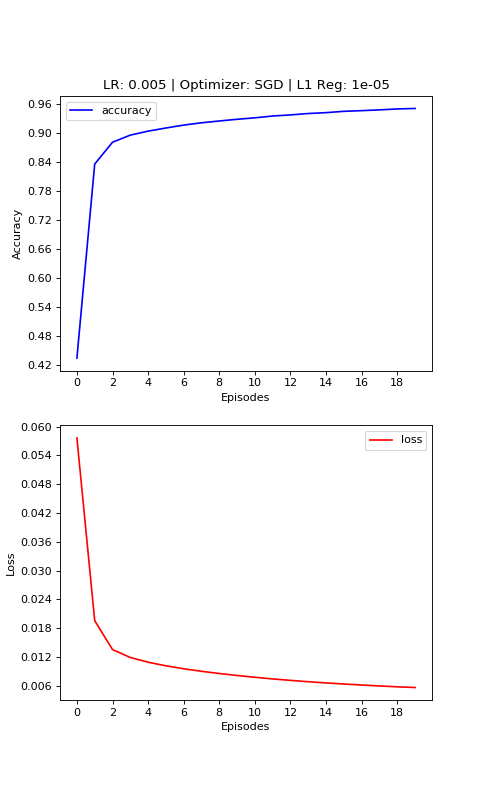 LR: 0.005 | Optimizer: SGD | L1 Reg: 1e-05
accuracy
0.96
0.90
0.84
0.78
0.72
0.66
0.60
0.54
0.48
0.42
Accuracy
0 2 4 6 8 10 12 14 16 18
Episodes
loss
0.060
0.054
0.048
0.042
0.036
0.030
0.024
0.018
0.012
0.006
Loss
0 2 4 6 8 10 12 14 16 18
Episodes